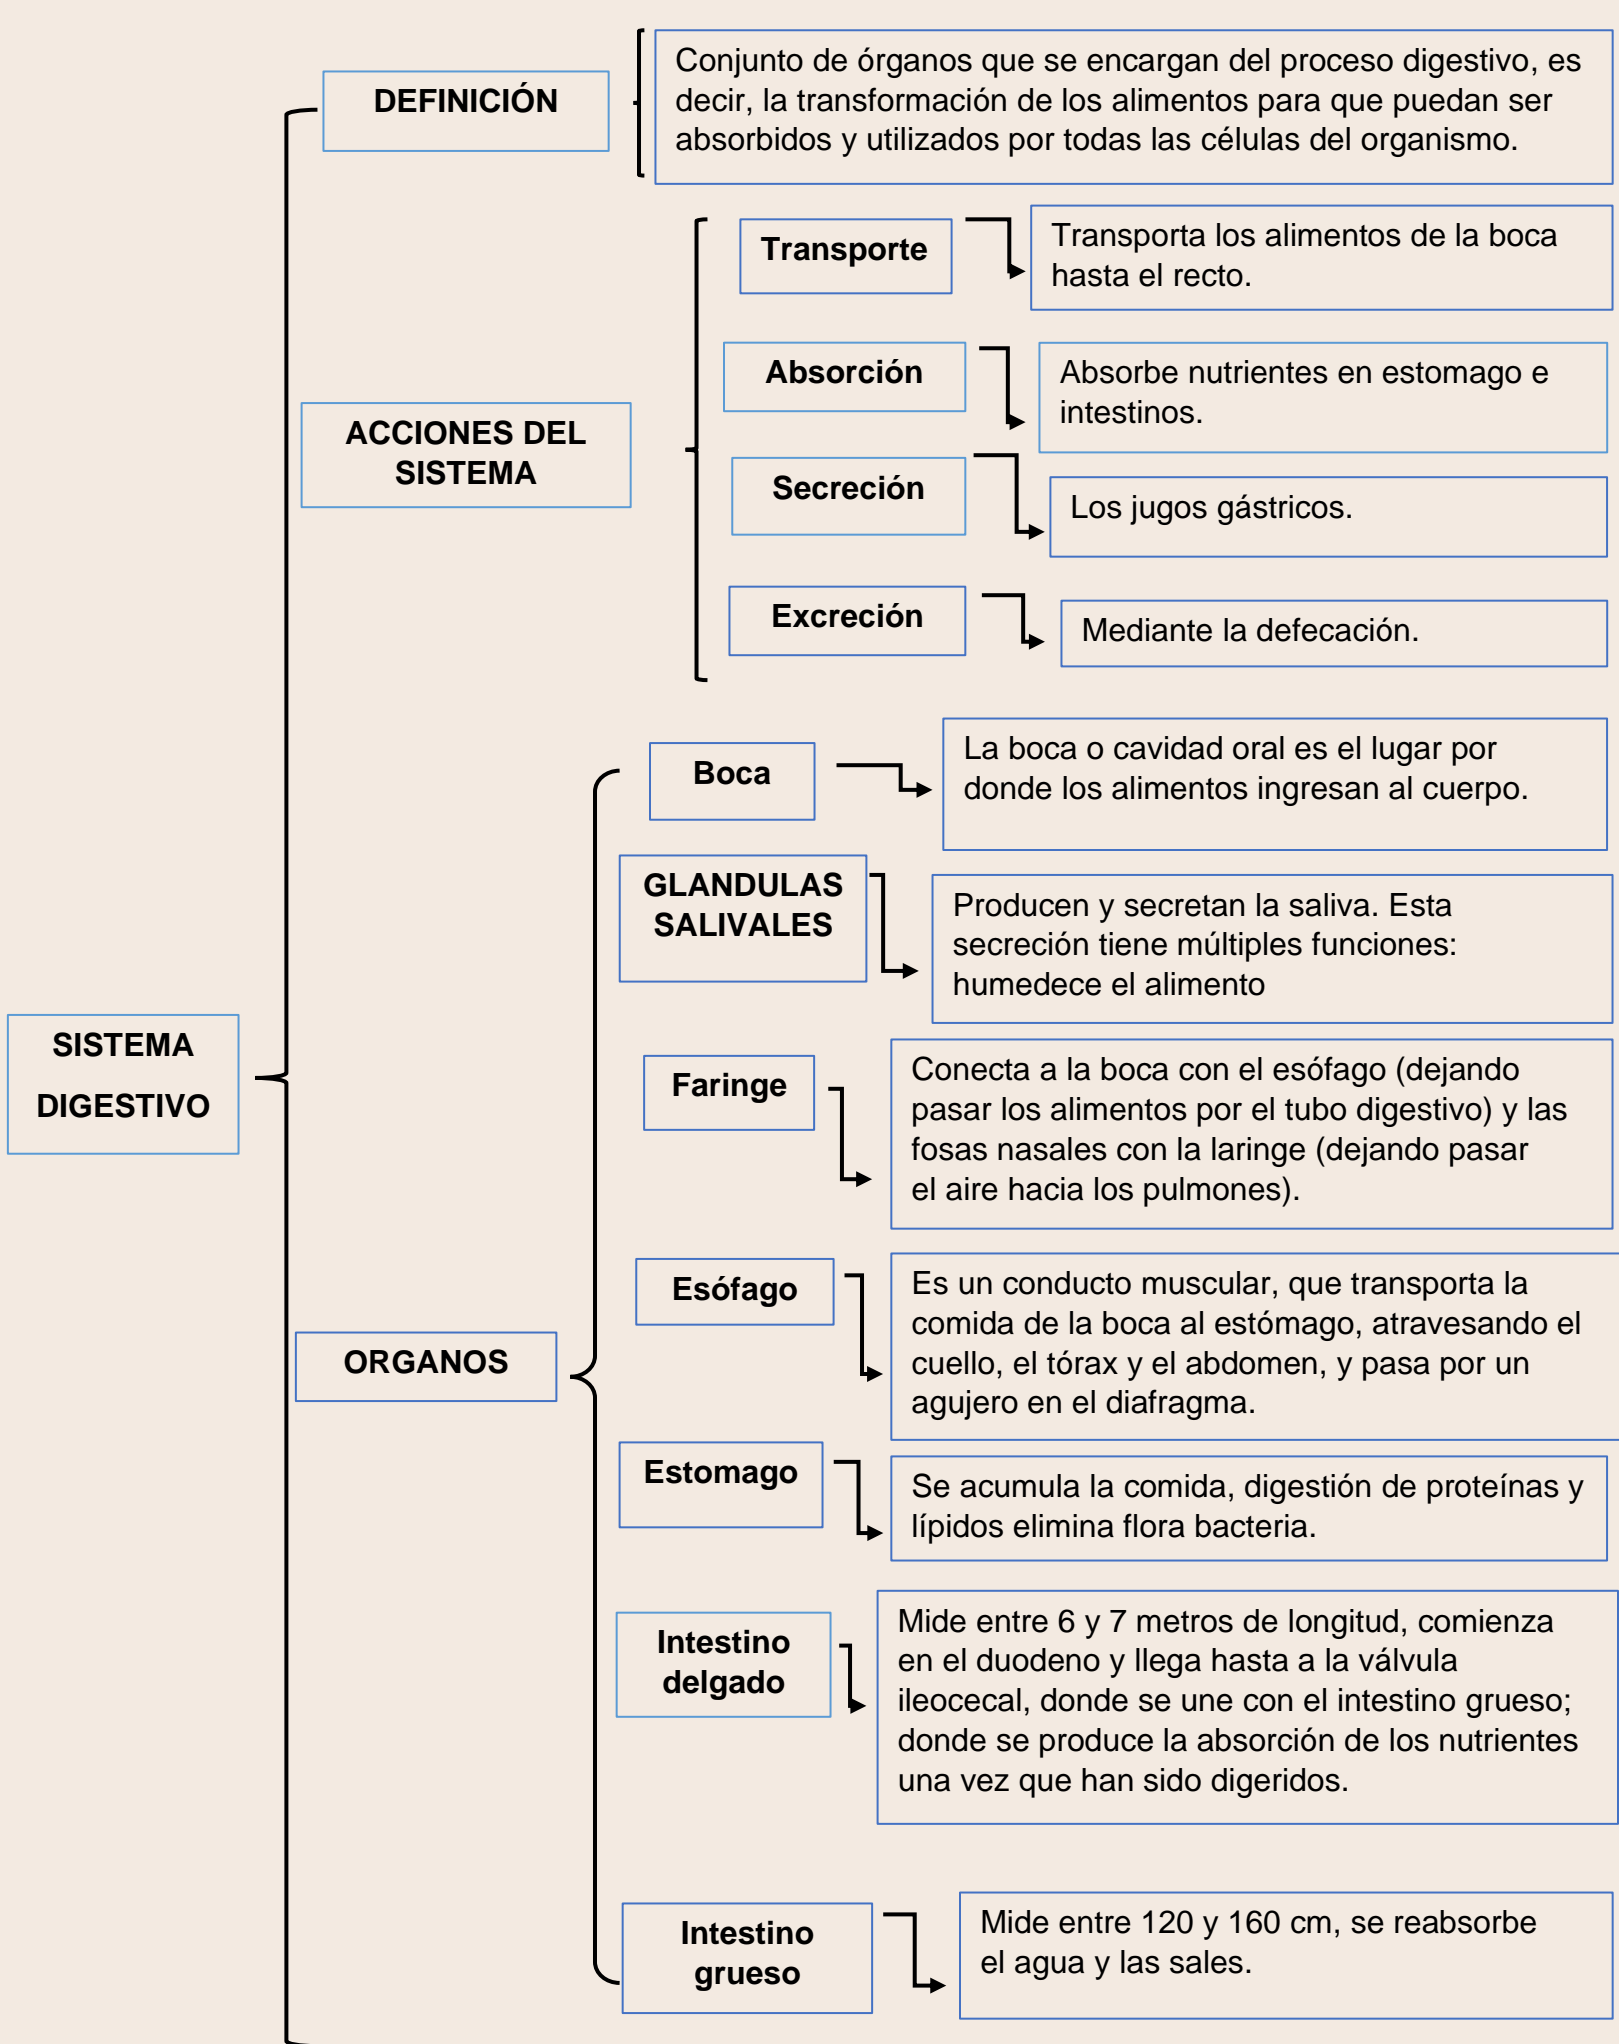 DEFINICIÓN
Conjunto de órganos que se encargan del proceso digestivo, es
decir, la transformación de los alimentos para que puedan ser
absorbidos y utilizados por todas las células del organismo.
ACCIONES DEL
SISTEMA
Transporte
Transporta los alimentos de la boca
hasta el recto.
Absorción
Absorbe nutrientes en estomago e
intestinos.
Secreción
Los jugos gástricos.
Excreción
Mediante la defecación.
SISTEMA
DIGESTIVO
ORGANOS
Boca
La boca o cavidad oral es el lugar por
donde los alimentos ingresan al cuerpo.
GLANDULAS
SALIVALES
Producen y secretan la saliva. Esta
secreción tiene múltiples funciones:
humedece el alimento
Faringe
Conecta a la boca con el esófago (dejando
pasar los alimentos por el tubo digestivo) y las
fosas nasales con la laringe (dejando pasar
el aire hacia los pulmones).
Esófago
Es un conducto muscular, que transporta la
comida de la boca al estómago, atravesando el
cuello, el tórax y el abdomen, y pasa por un
agujero en el diafragma.
Estomago
Se acumula la comida, digestión de proteínas y
lípidos elimina flora bacteria.
Intestino
delgado
Mide entre 6 y 7 metros de longitud, comienza
en el duodeno y llega hasta a la válvula
ileocecal, donde se une con el intestino grueso;
donde se produce la absorción de los nutrientes
una vez que han sido digeridos.
Intestino
grueso
Mide entre 120 y 160 cm, se reabsorbe
el agua y las sales.